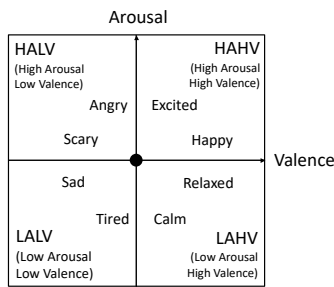 Arousal
HALV
(High Arousal
Low Valence)
HAHV
(High Arousal
High Valence)
Angry
Excited
Scary
Happy
Valence
Sad
Relaxed
Tired
Calm
LALV
(Low Arousal
Low Valence)
LAHV
(Low Arousal
High Valence)